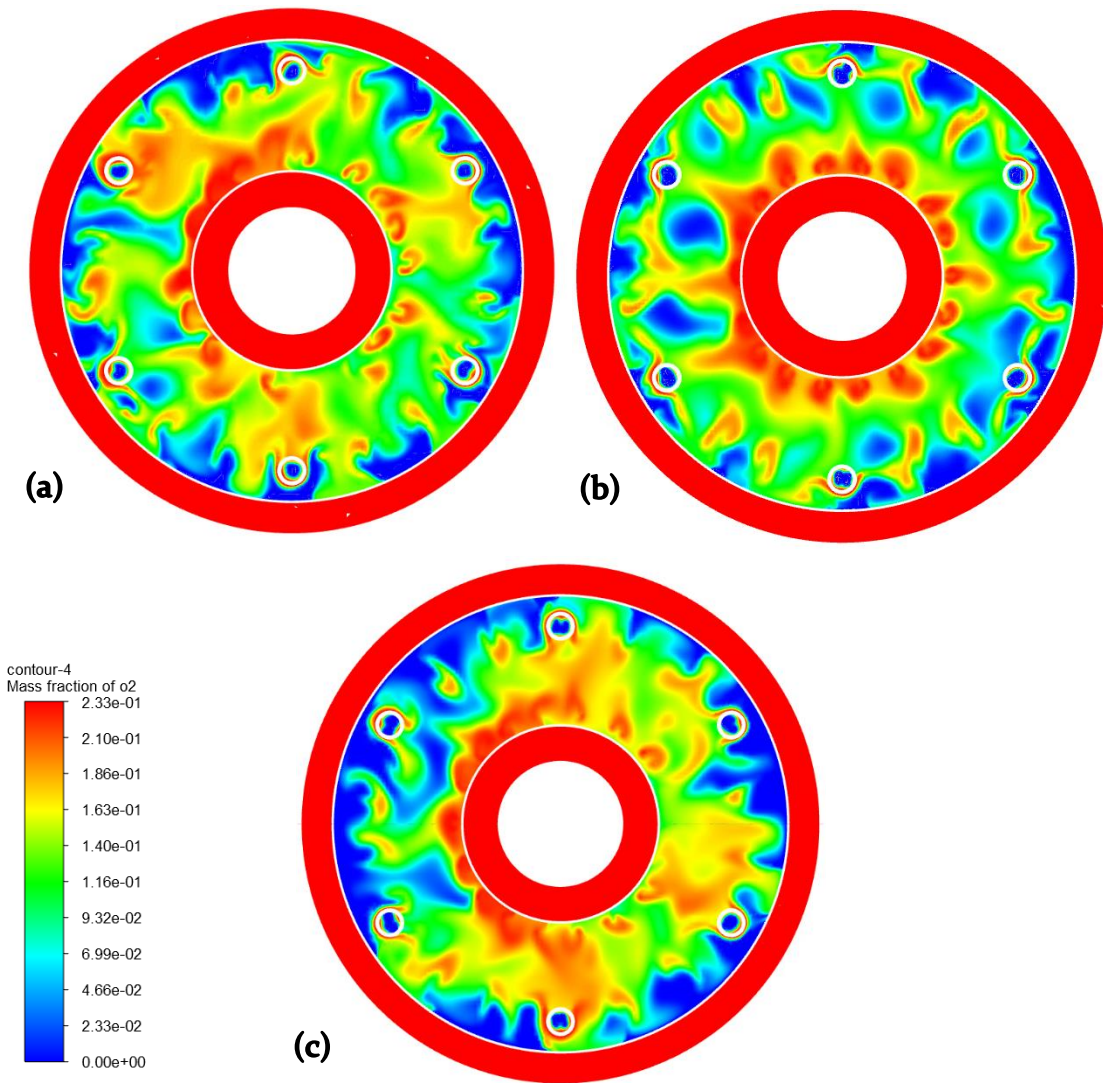 (a)
(b)
contour-4
Mass fraction of o2
2.33e-01
2.10e-01
1.86e-01
1.63e-01
1.40e-01
1.16e-01
9.32e-02
6.99e-02
4.66e-02
2.33e-02
0.00e+00
(c)